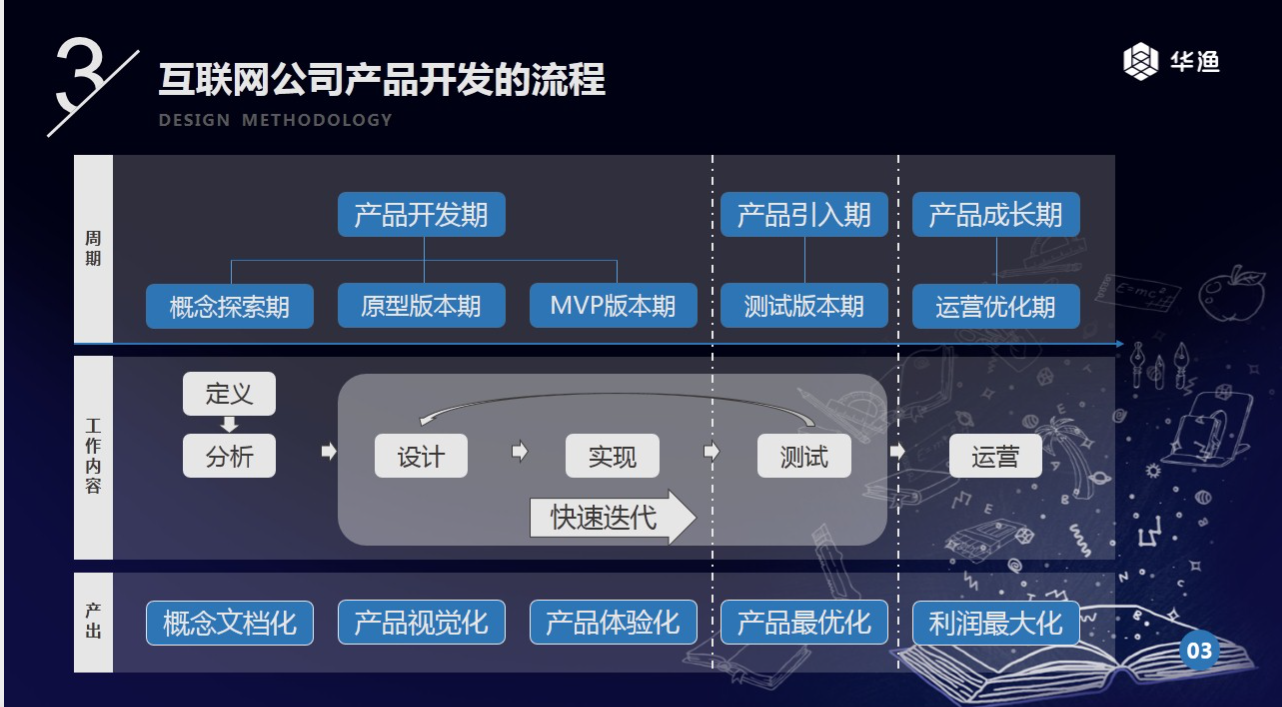 3
互联网公司产品开发的流程
DESIGN METHODOLOGY
华渔
周期
产品开发期
产品引入期
产品成长期
概念探索期
原型版本期
MVP版本期
测试版本期
运营优化期
工作内容
定义
分析
设计
实现
测试
运营
快速迭代
产出
概念文档化
产品视觉化
产品体验化
产品最优化
利润最大化
E=mc²
03